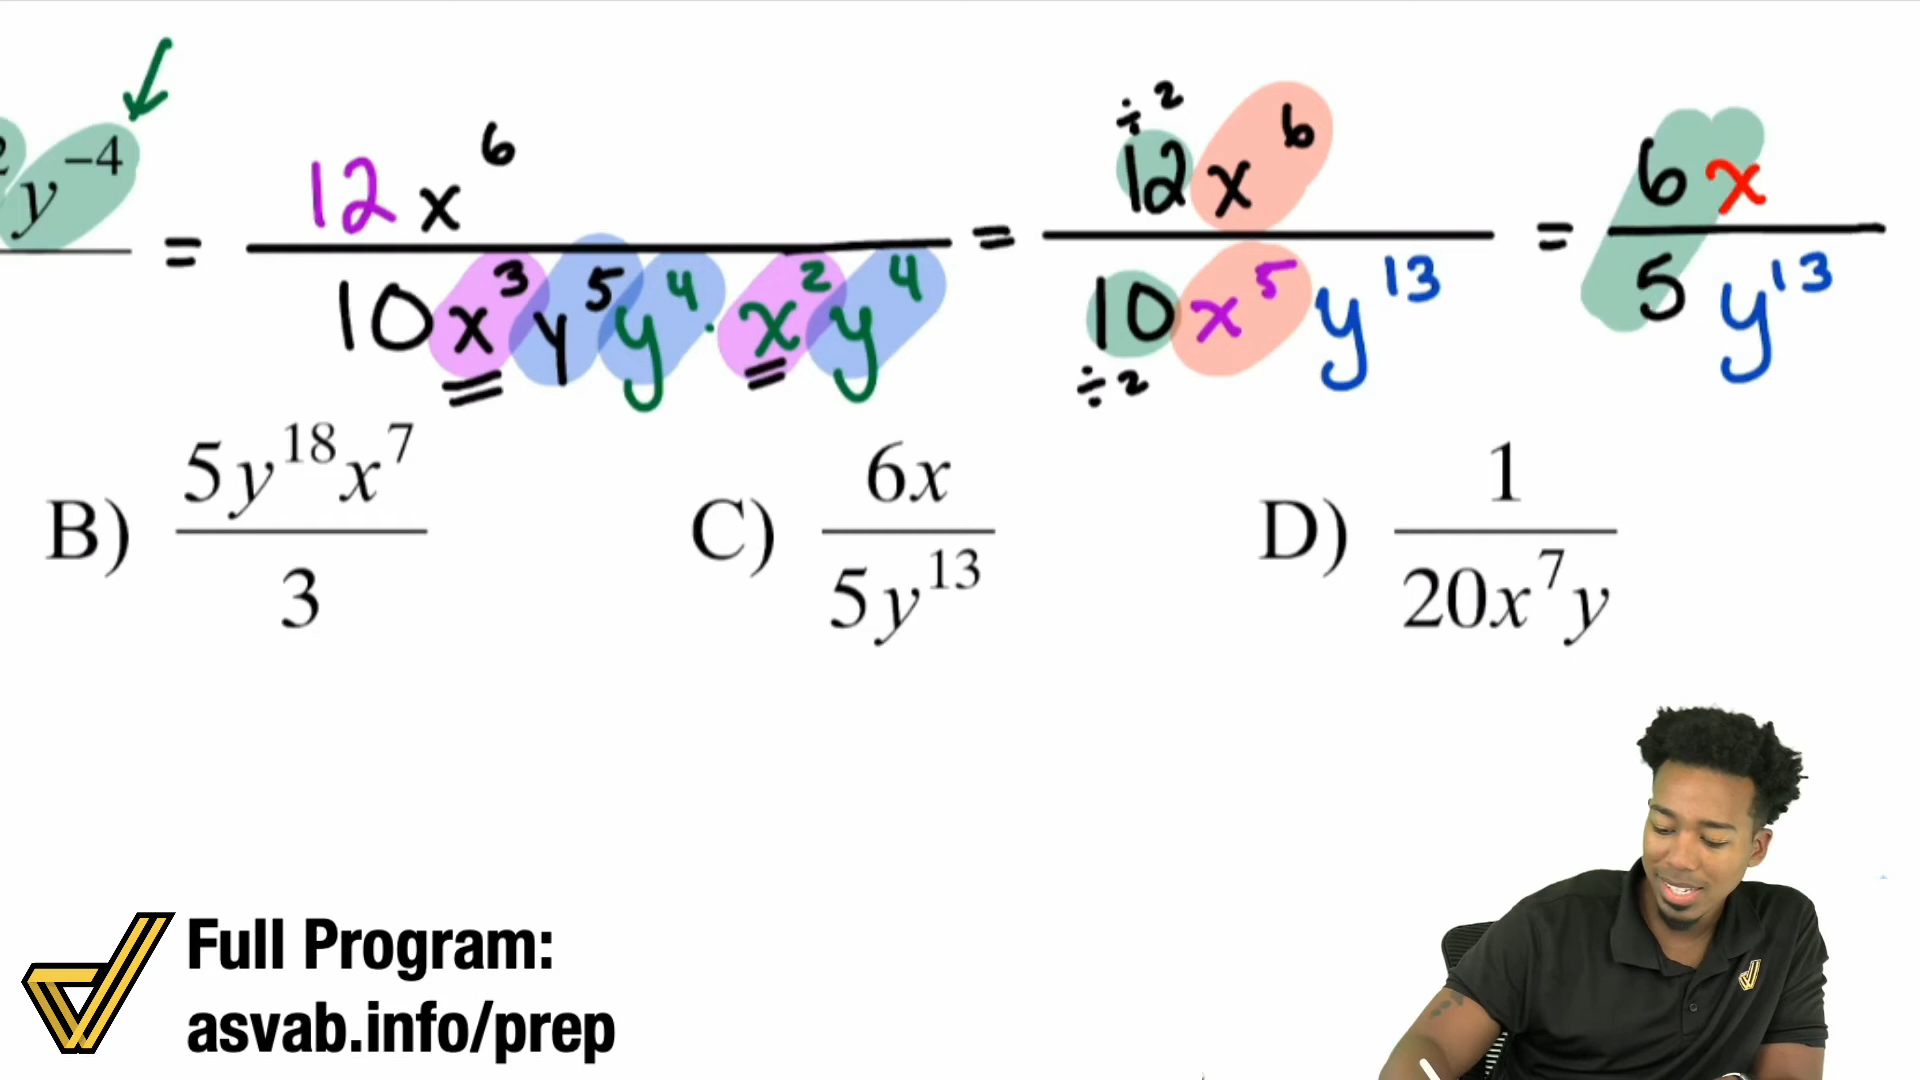 y⁻⁴ = 12x⁶ / 10x³y⁵y⁴·x²y⁴ = 12x⁶ ÷2 / 10x⁵y¹³ ÷2 = 6x / 5y¹³
B) 5y¹⁸x⁷ / 3 C) 6x / 5y¹³ D) 1 / 20x⁷y
Full Program:
asvab.info/prep